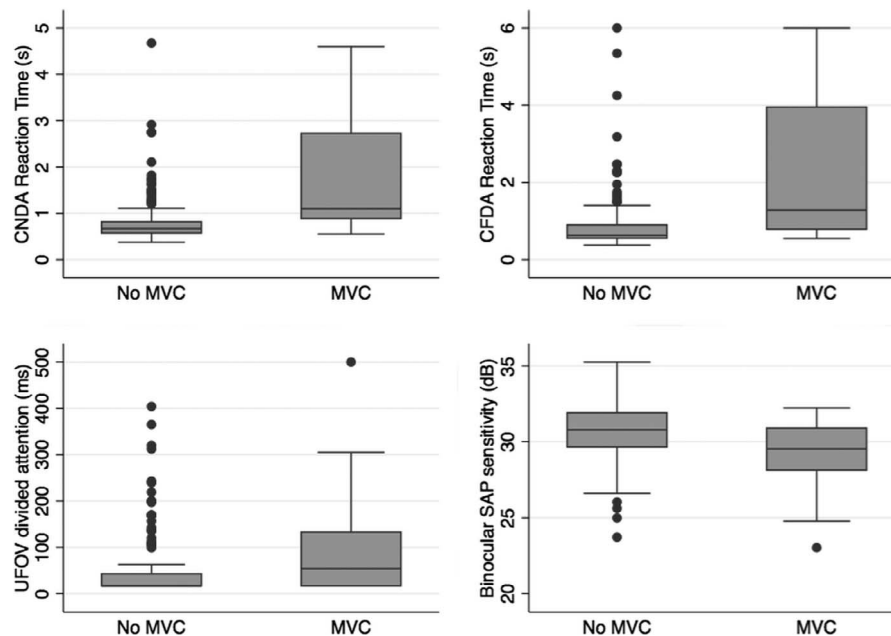 CNDA Reaction Time (s)
5
4
3
2
1
0
No MVC MVC
CFDA Reaction Time (s)
6
4
2
0
No MVC MVC
UFOV divided attention (ms)
500
400
300
200
100
0
No MVC MVC
Binocular SAP sensitivity (dB)
35
30
25
20
No MVC MVC